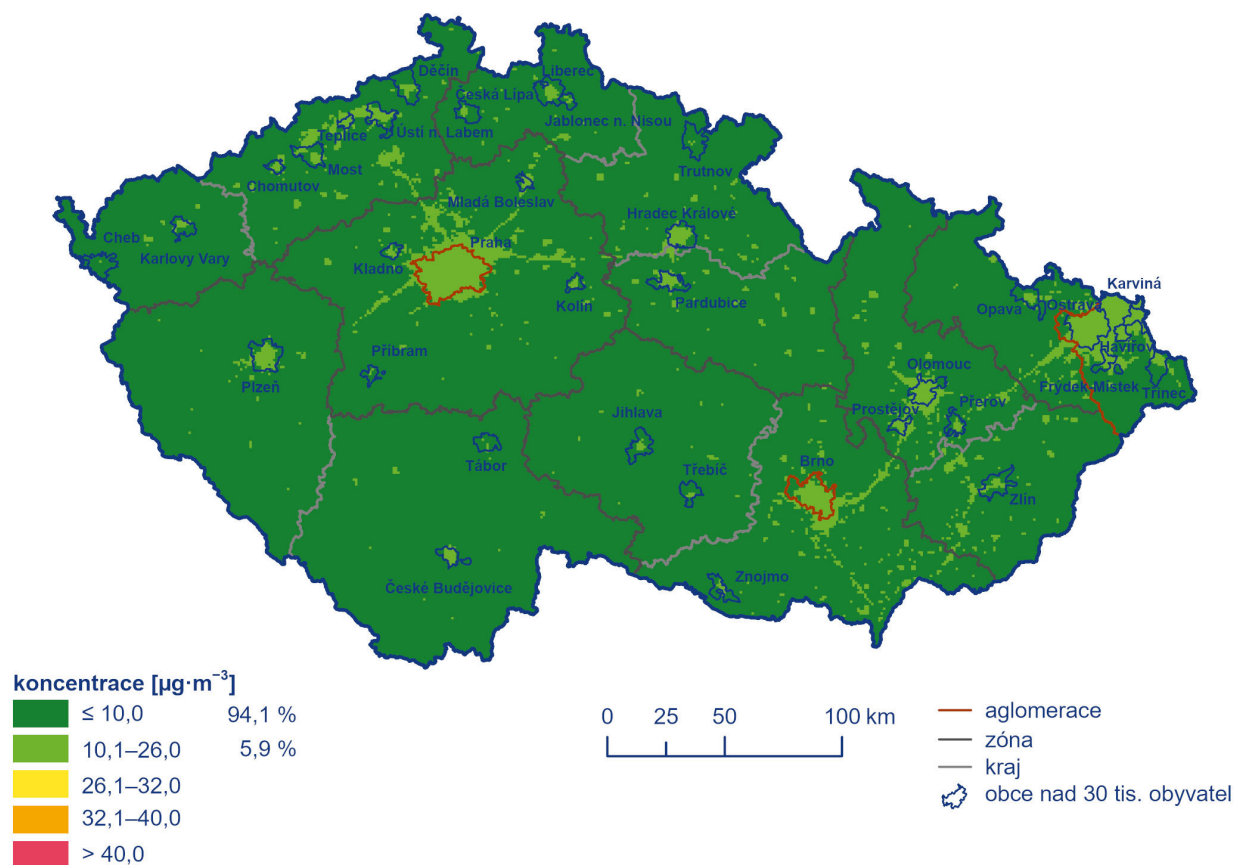 Děčín
Liberec
Česká Lípa
Jablonec n. Nisou
Teplice
Ústí n. Labem
Most
Chomutov
Trutnov
Mladá Boleslav
Hradec Králové
Cheb
Karlovy Vary
Praha
Kladno
Kolín
Pardubice
Karviná
Opava
Ostrava
Havířov
Příbram
Plzeň
Olomouc
Frýdek-Místek
Třinec
Přerov
Prostějov
Jihlava
Tábor
Třebíč
Brno
Zlín
České Budějovice
Znojmo
koncentrace [µg·m⁻³]
≤ 10,0 94,1 %
10,1–26,0 5,9 %
26,1–32,0
32,1–40,0
> 40,0
0 25 50 100 km
aglomerace
zóna
kraj
obce nad 30 tis. obyvatel